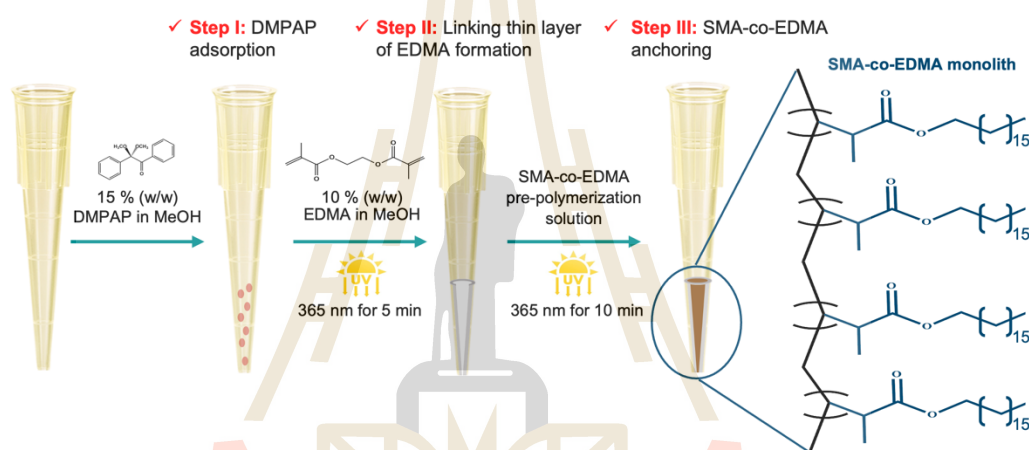 ✓ Step I: DMPAP
adsorption
✓ Step II: Linking thin layer
of EDMA formation
✓ Step III: SMA-co-EDMA
anchoring
SMA-co-EDMA monolith
15 % (w/w)
DMPAP in MeOH
10 % (w/w)
EDMA in MeOH
UV
365 nm for 5 min
SMA-co-EDMA
pre-polymerization
solution
UV
365 nm for 10 min
O
O
O
O
O
O
O
O
15
O
O
15
O
O
15
O
O
15